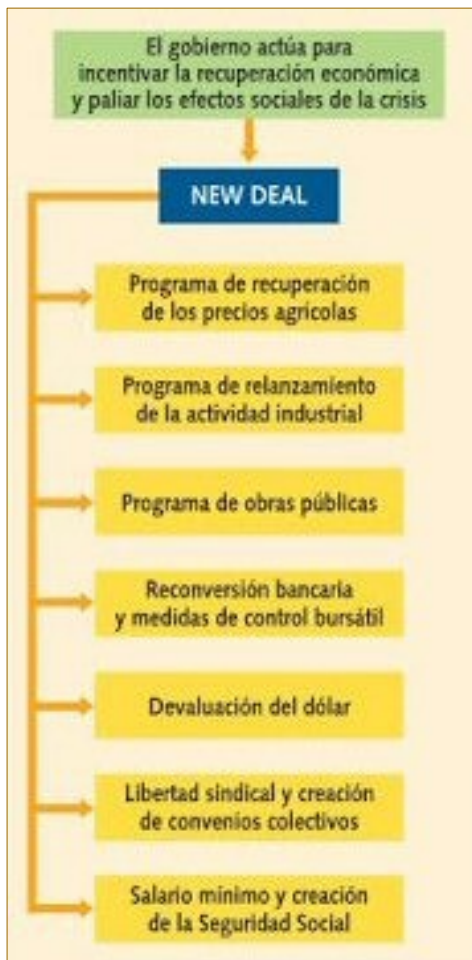 El gobierno actúa para
incentivar la recuperación económica
y paliar los efectos sociales de la crisis
NEW DEAL
Programa de recuperación
de los precios agrícolas
Programa de relanzamiento
de la actividad industrial
Programa de obras públicas
Reconversión bancaria
y medidas de control bursátil
Devaluación del dólar
Libertad sindical y creación
de convenios colectivos
Salario mínimo y creación
de la Seguridad Social